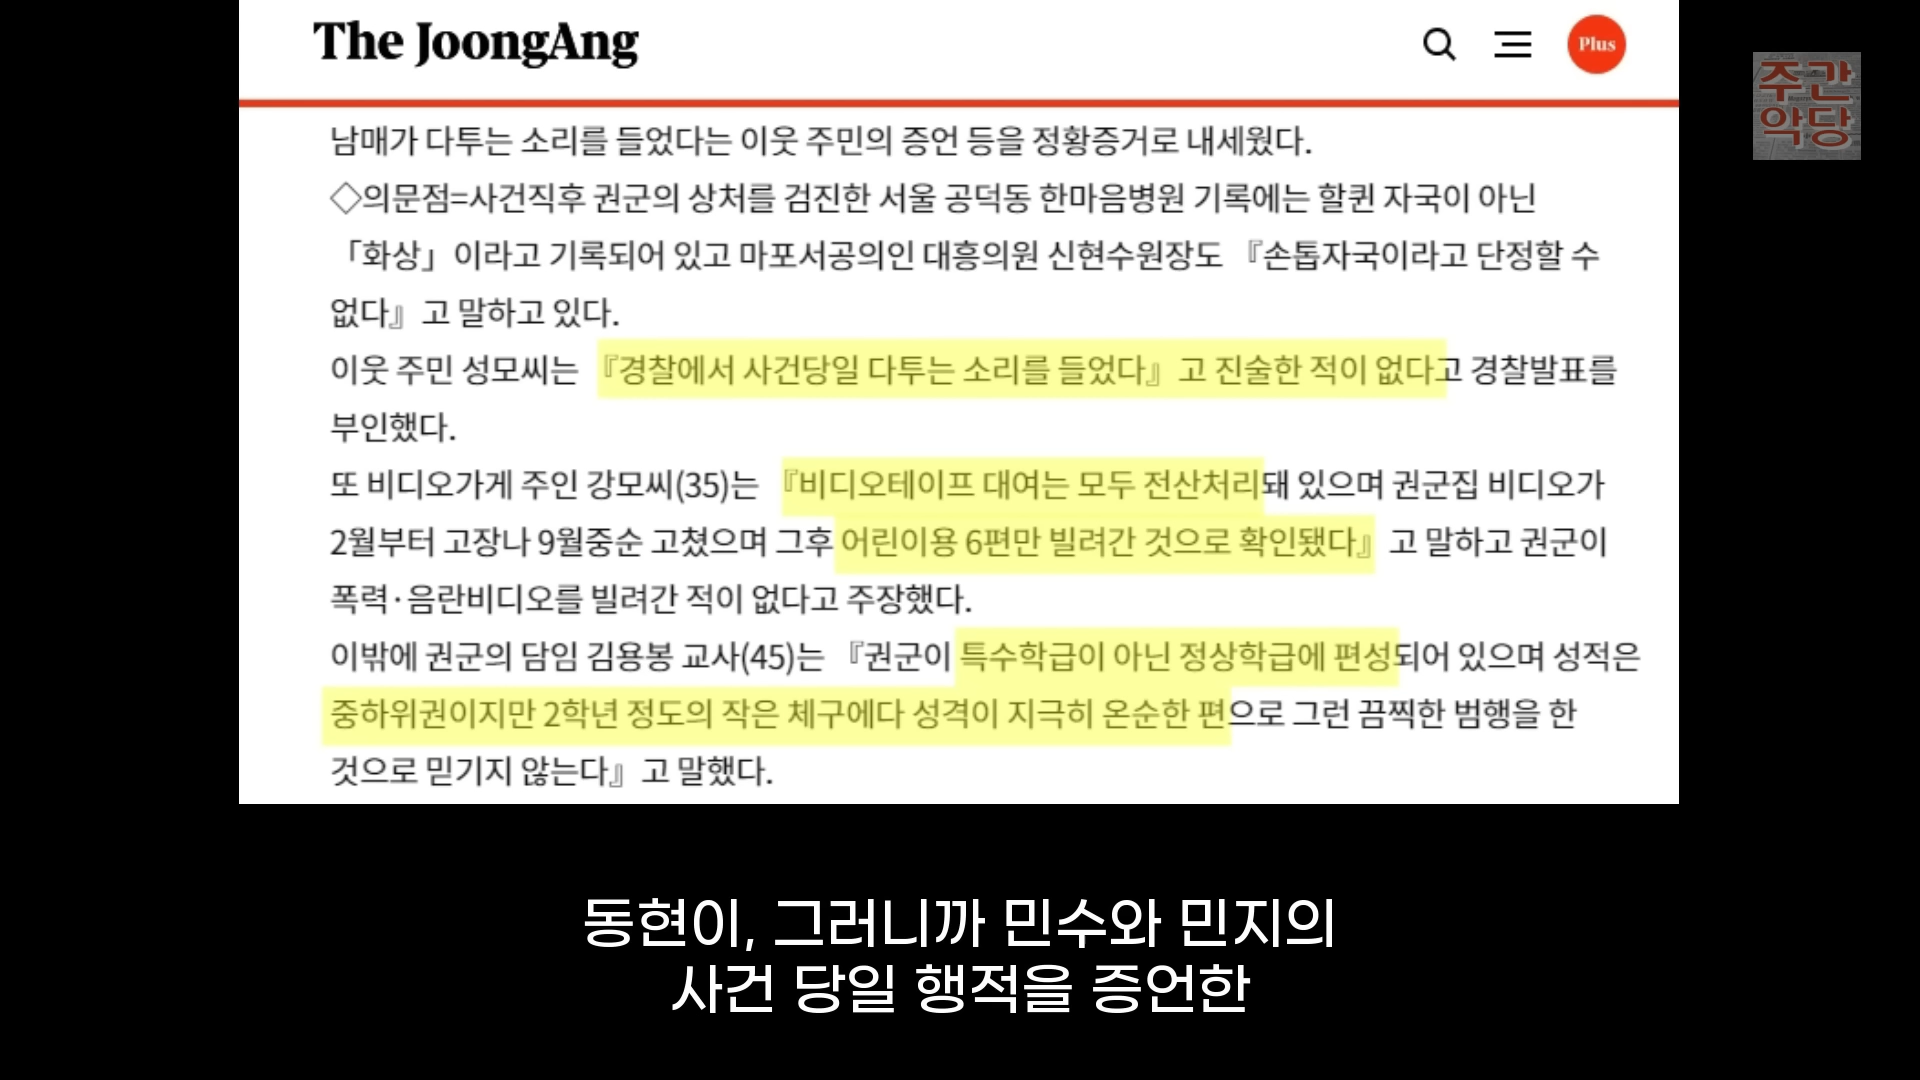 The JoongAng
Plus
주간
악당
남매가 다투는 소리를 들었다는 이웃 주민의 증언 등을 정황증거로 내세웠다.
◇의문점=사건직후 권군의 상처를 검진한 서울 공덕동 한마음병원 기록에는 할퀸 자국이 아닌
「화상」이라고 기록되어 있고 마포서공의인 대흥의원 신현수원장도 『손톱자국이라고 단정할 수
없다』고 말하고 있다.
이웃 주민 성모씨는 『경찰에서 사건당일 다투는 소리를 들었다』고 진술한 적이 없다고 경찰발표를
부인했다.
또 비디오가게 주인 강모씨(35)는 『비디오테이프 대여는 모두 전산처리돼 있으며 권군집 비디오가
2월부터 고장나 9월중순 고쳤으며 그후 어린이용 6편만 빌려간 것으로 확인됐다』고 말하고 권군이
폭력·음란비디오를 빌려간 적이 없다고 주장했다.
이밖에 권군의 담임 김용봉 교사(45)는 『권군이 특수학급이 아닌 정상학급에 편성되어 있으며 성적은
중하위권이지만 2학년 정도의 작은 체구에다 성격이 지극히 온순한 편으로 그런 끔찍한 범행을 한
것으로 믿기지 않는다』고 말했다.
동현이, 그러니까 민수와 민지의
사건 당일 행적을 증언한